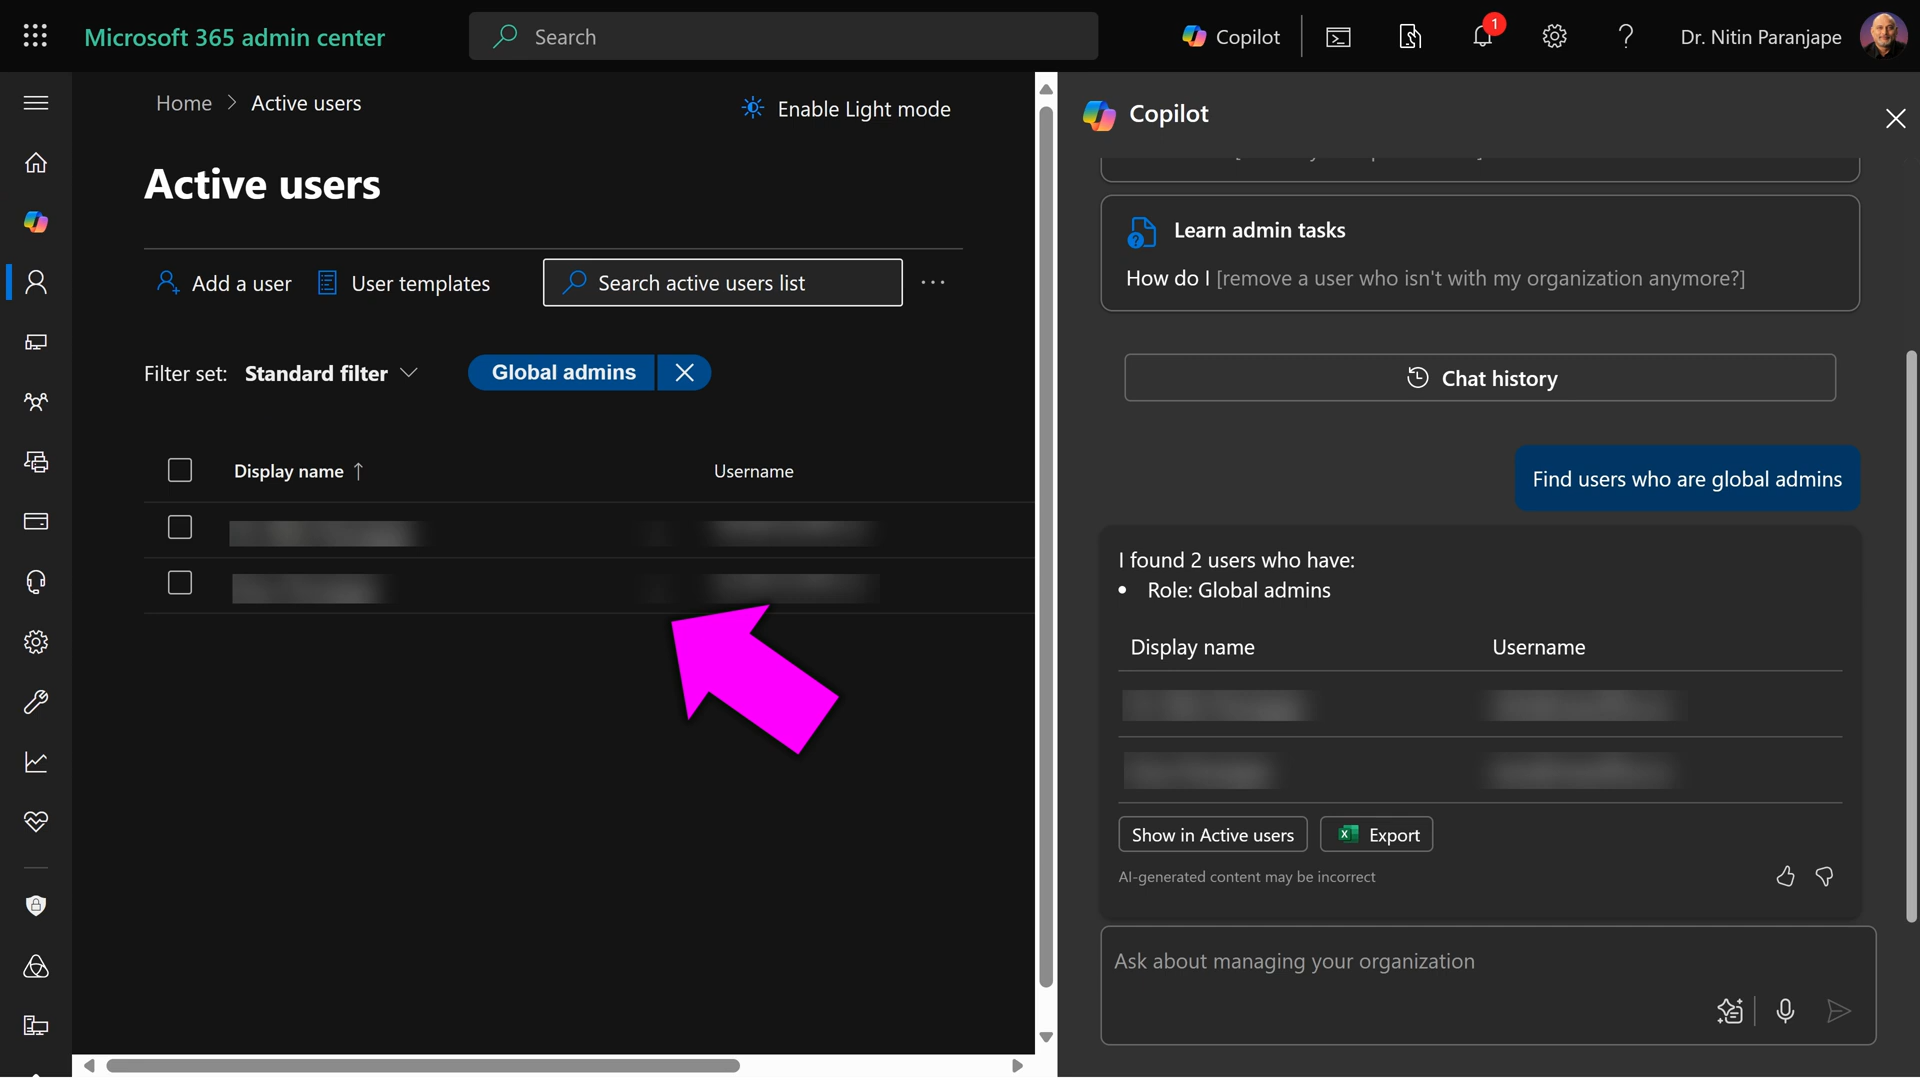 Microsoft 365 admin center
Search
Copilot
1
Dr. Nitin Paranjape
Home > Active users
Enable Light mode
Active users
Add a user
User templates
Search active users list
Filter set: Standard filter
Global admins
Display name ↑
Username
Copilot
Learn admin tasks
How do I [remove a user who isn't with my organization anymore?]
Chat history
Find users who are global admins
I found 2 users who have:
• Role: Global admins
Display name
Username
Show in Active users
Export
AI-generated content may be incorrect
Ask about managing your organization